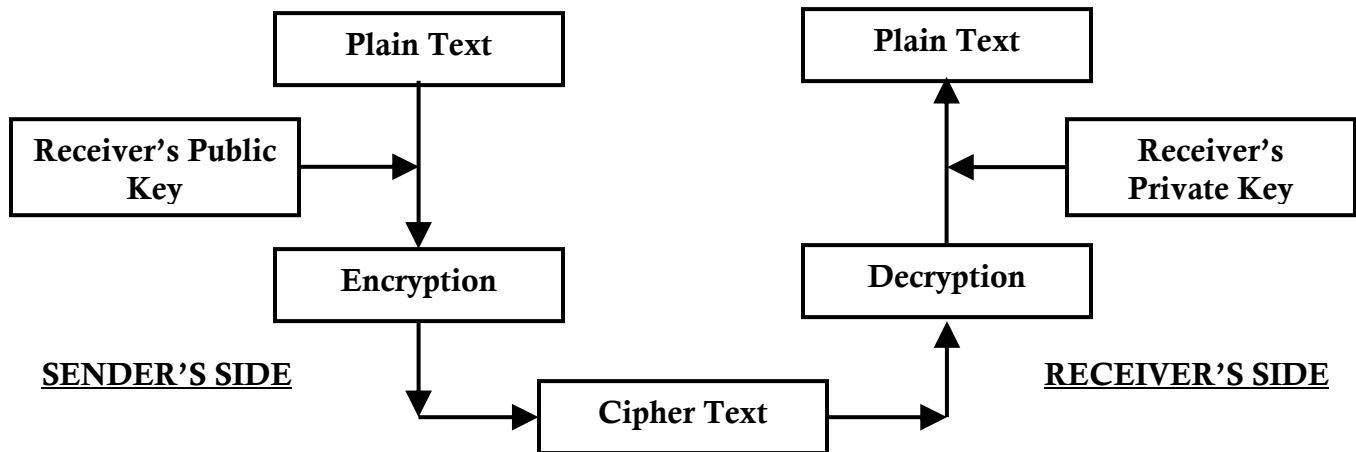 Plain Text
Plain Text
Receiver's Public
Key
Receiver's
Private Key
Encryption
Decryption
SENDER'S SIDE
RECEIVER'S SIDE
Cipher Text